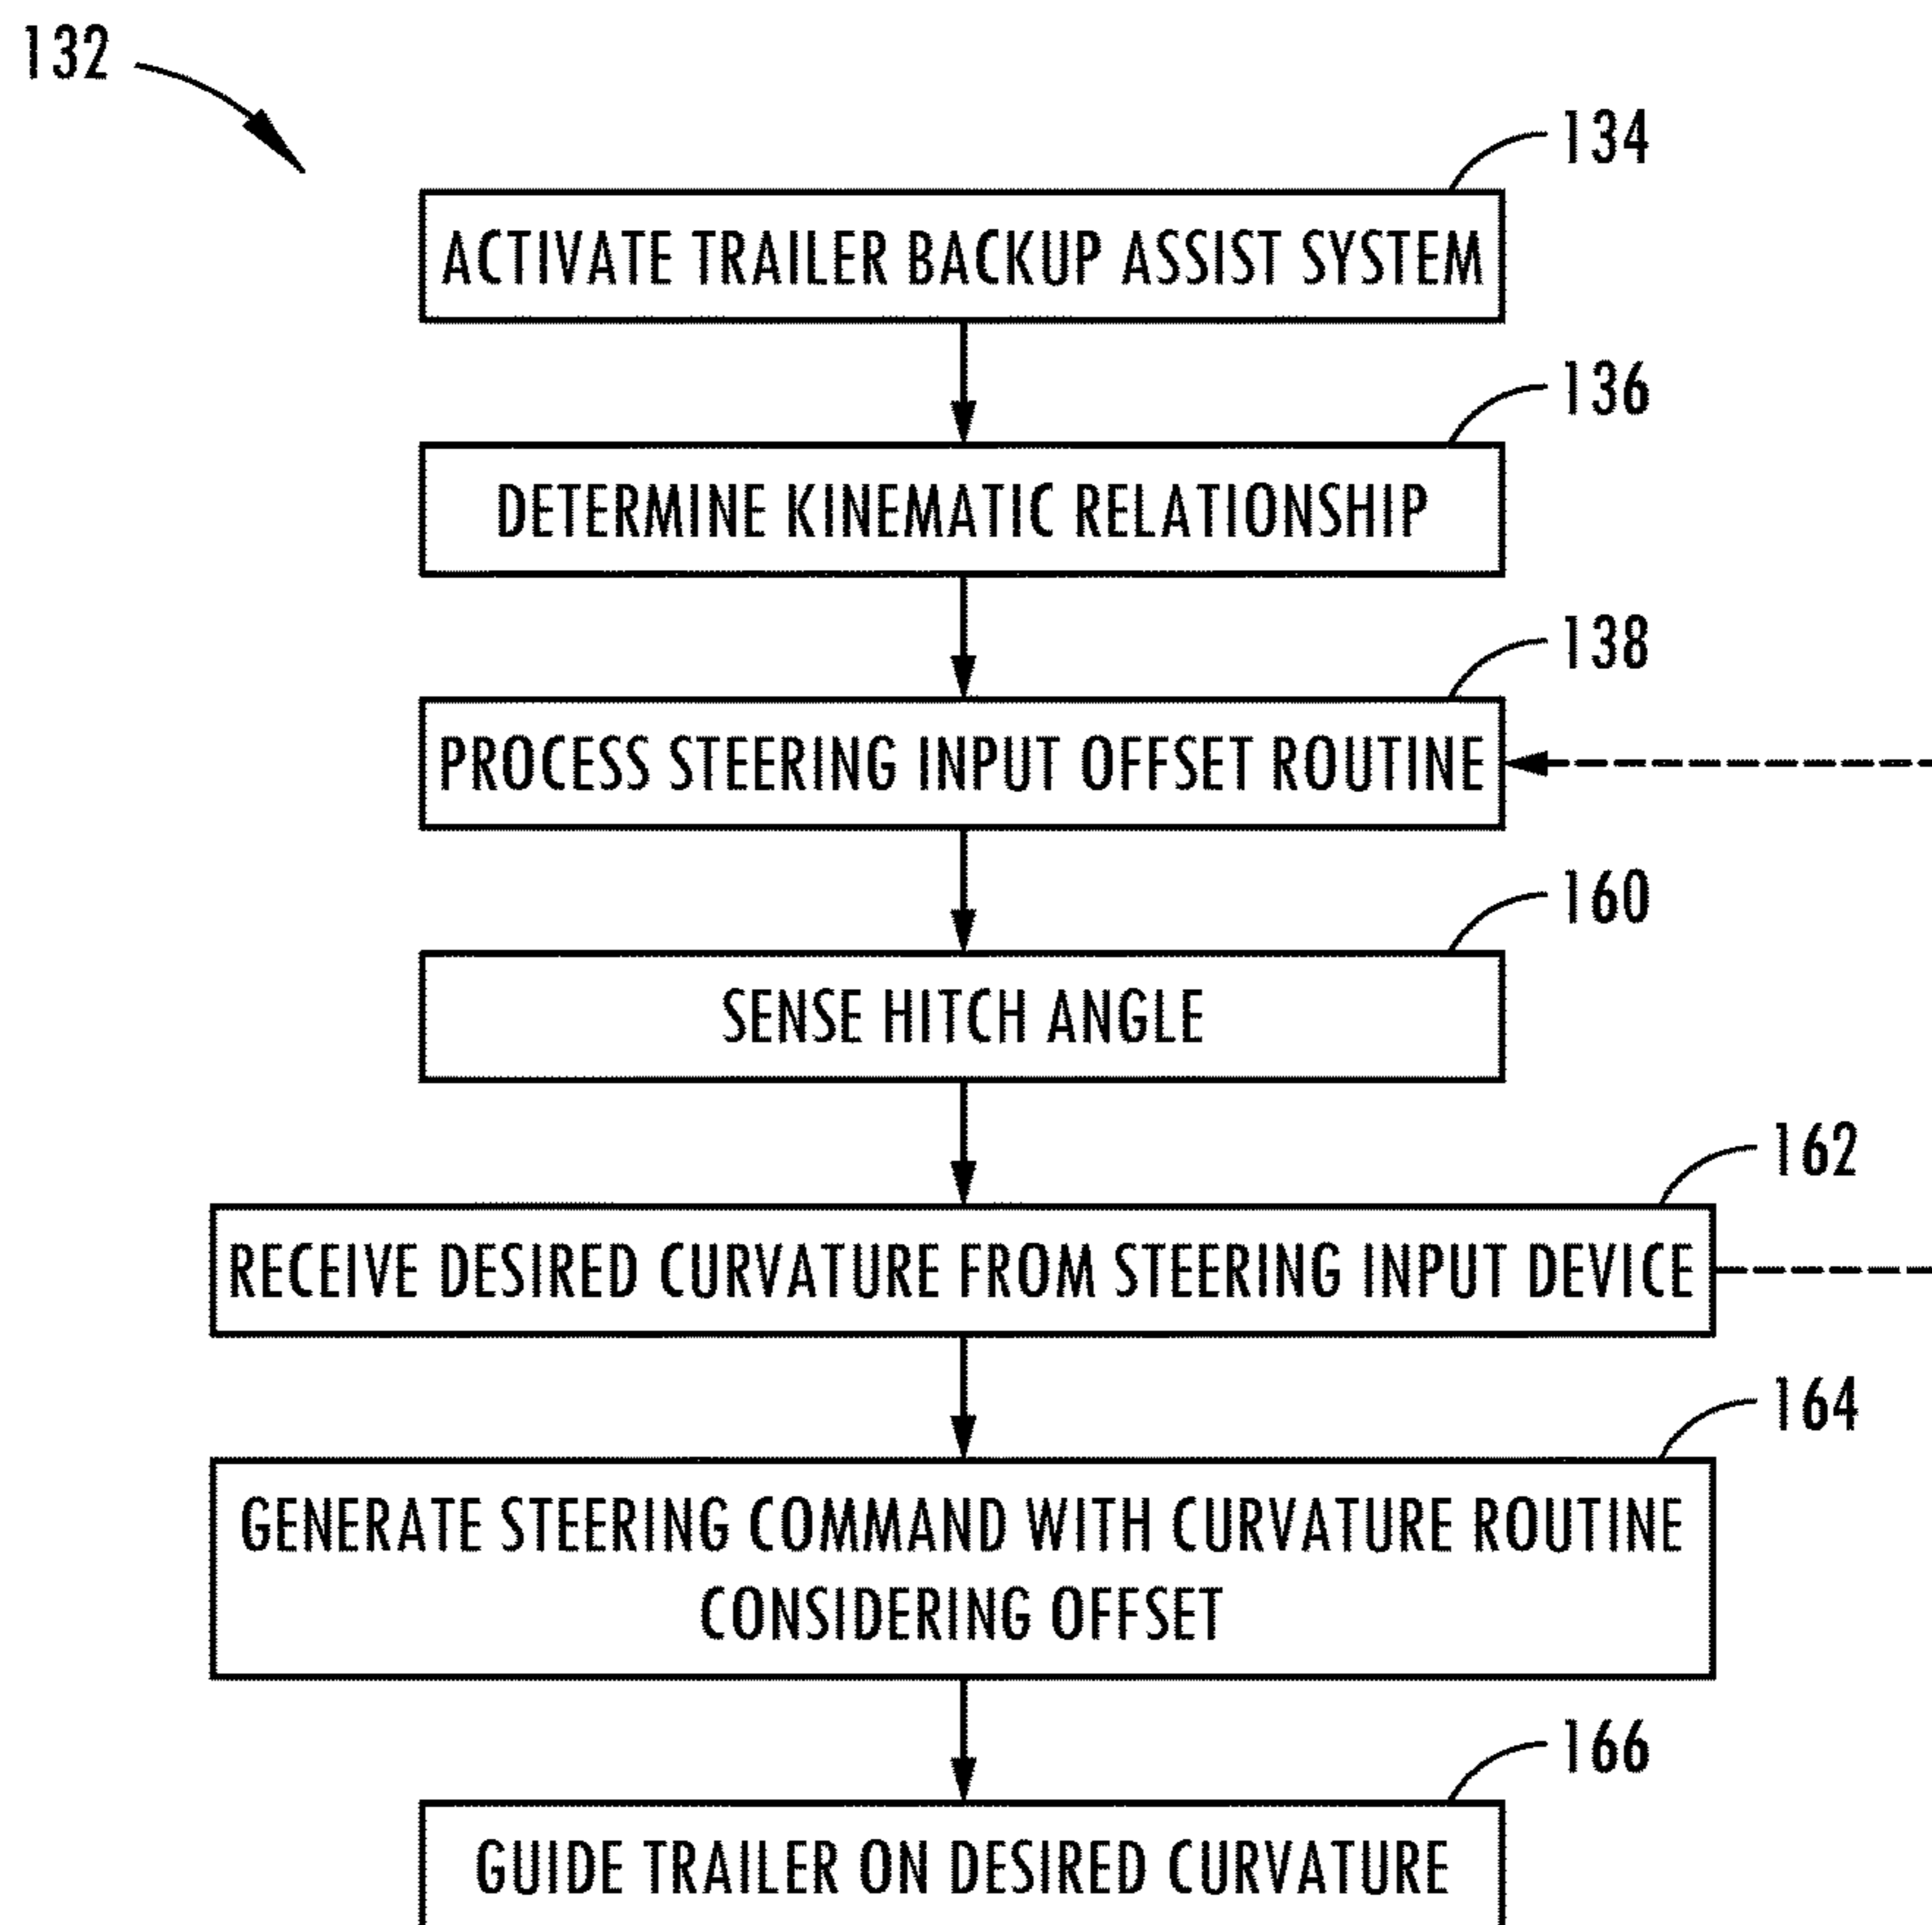 132
134
ACTIVATE TRAILER BACKUP ASSIST SYSTEM
136
DETERMINE KINEMATIC RELATIONSHIP
138
PROCESS STEERING INPUT OFFSET ROUTINE
160
SENSE HITCH ANGLE
162
RECEIVE DESIRED CURVATURE FROM STEERING INPUT DEVICE
164
GENERATE STEERING COMMAND WITH CURVATURE ROUTINE
CONSIDERING OFFSET
166
GUIDE TRAILER ON DESIRED CURVATURE